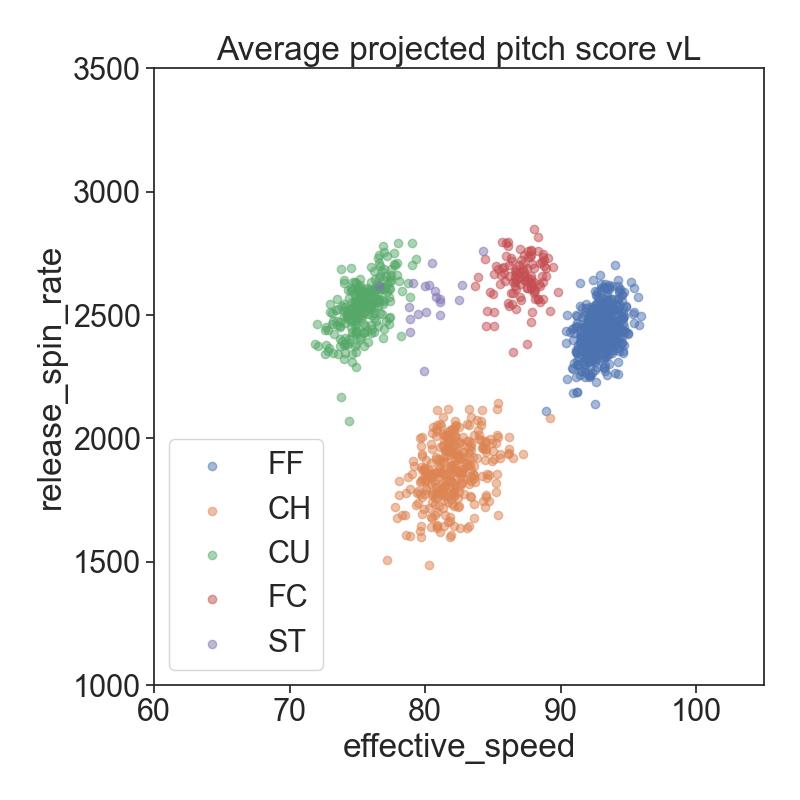 Average projected pitch score vL
3500
3000
2500
2000
1500
1000
release_spin_rate
FF
CH
CU
FC
ST
60
70
80
90
100
effective_speed